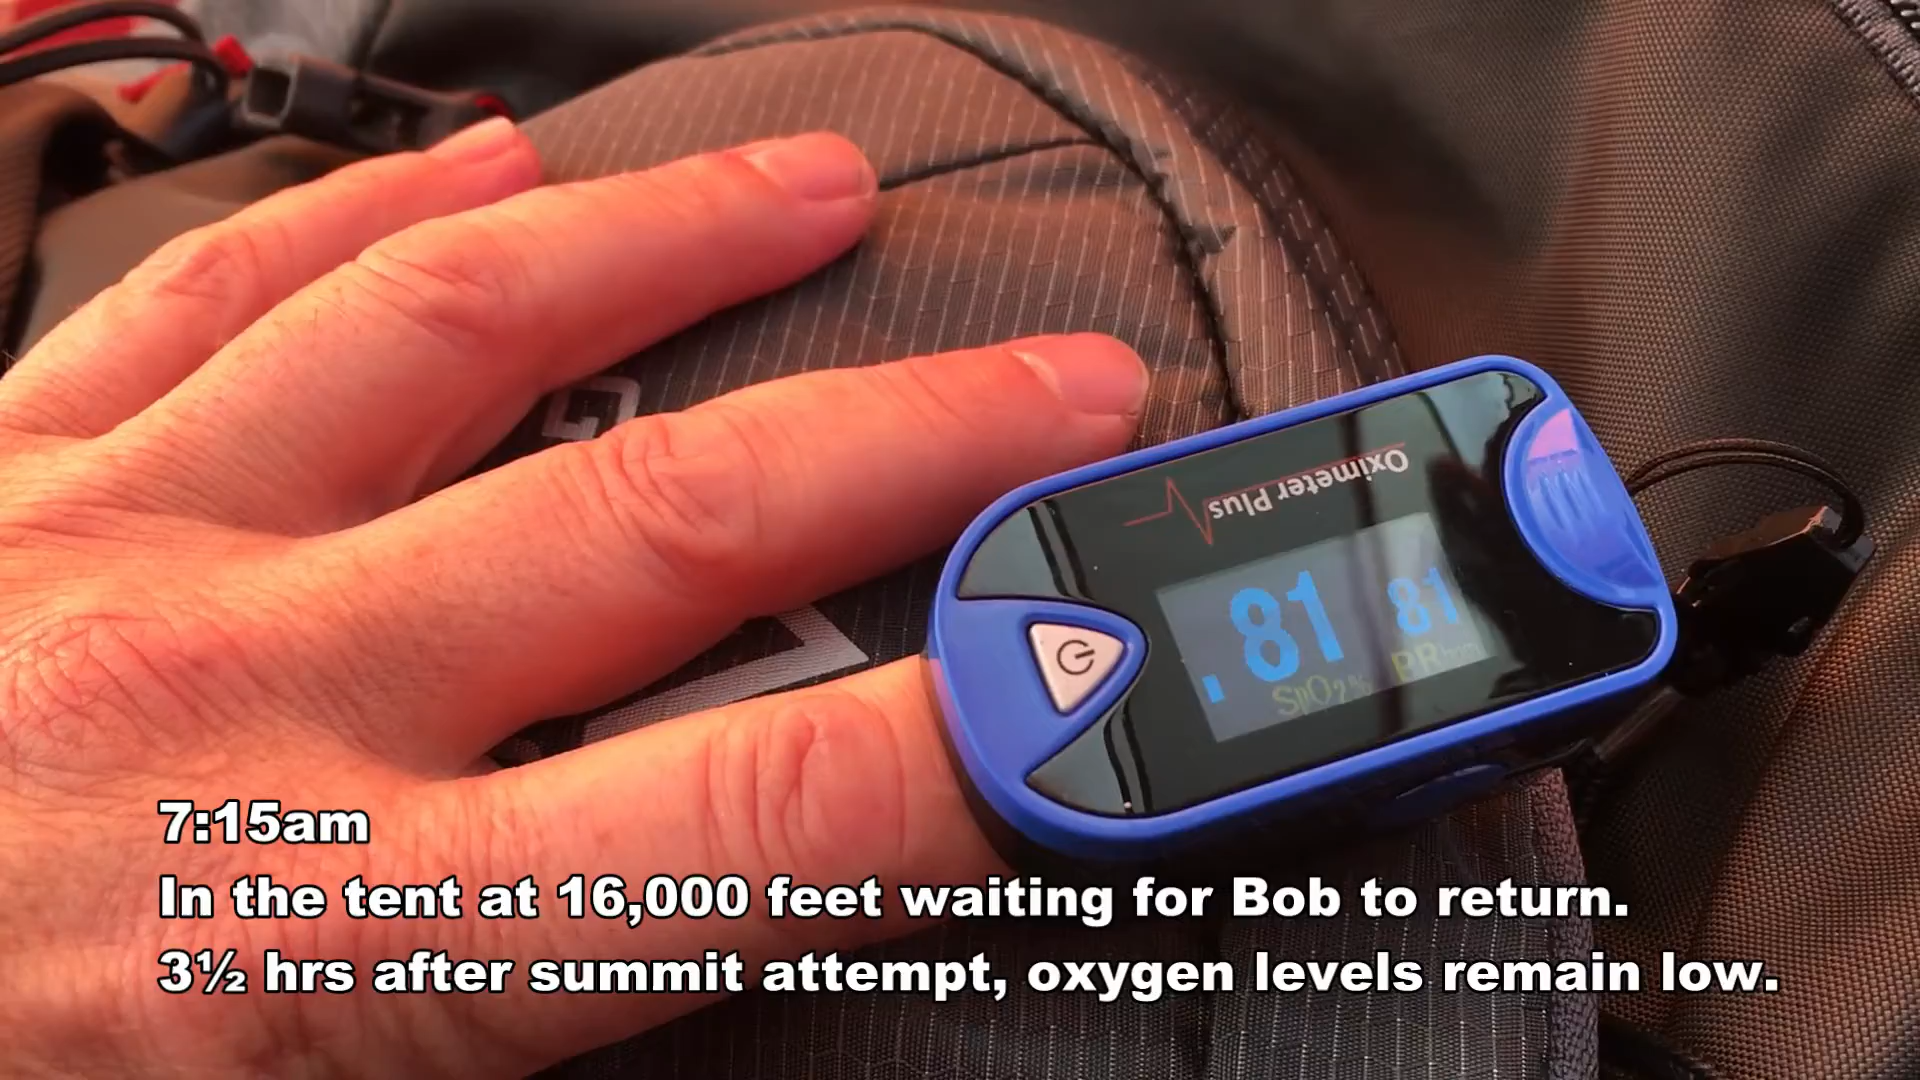 Oximeter Plus
81 81
SpO2% PR bpm
7:15am
In the tent at 16,000 feet waiting for Bob to return.
3½ hrs after summit attempt, oxygen levels remain low.